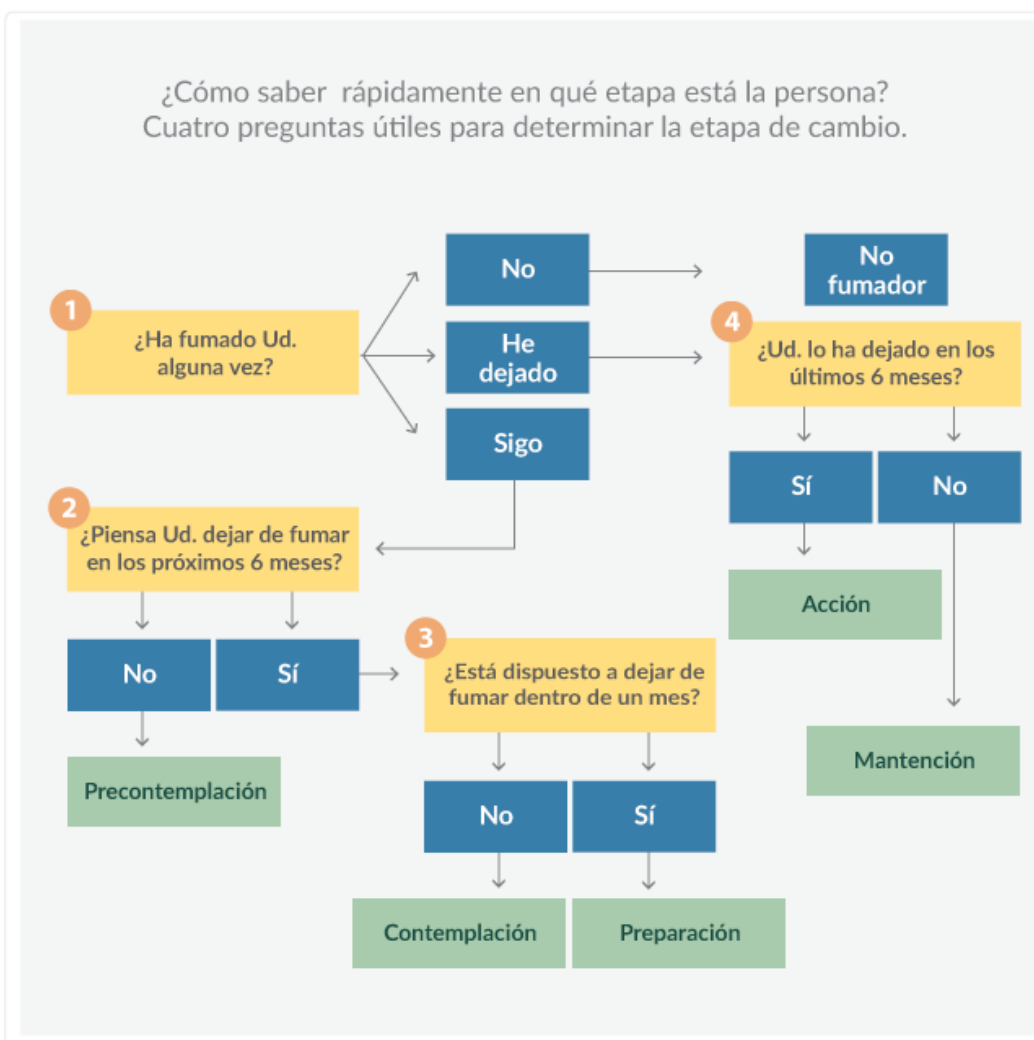 ¿Cómo saber rápidamente en qué etapa está la persona?
Cuatro preguntas útiles para determinar la etapa de cambio.
1
¿Ha fumado Ud.
alguna vez?
No
He
dejado
Sigo
No
fumador
4
¿Ud. lo ha dejado en los
últimos 6 meses?
Sí
No
Acción
Mantención
2
¿Piensa Ud. dejar de fumar
en los próximos 6 meses?
No
Sí
Precontemplación
3
¿Está dispuesto a dejar de
fumar dentro de un mes?
No
Sí
Contemplación
Preparación